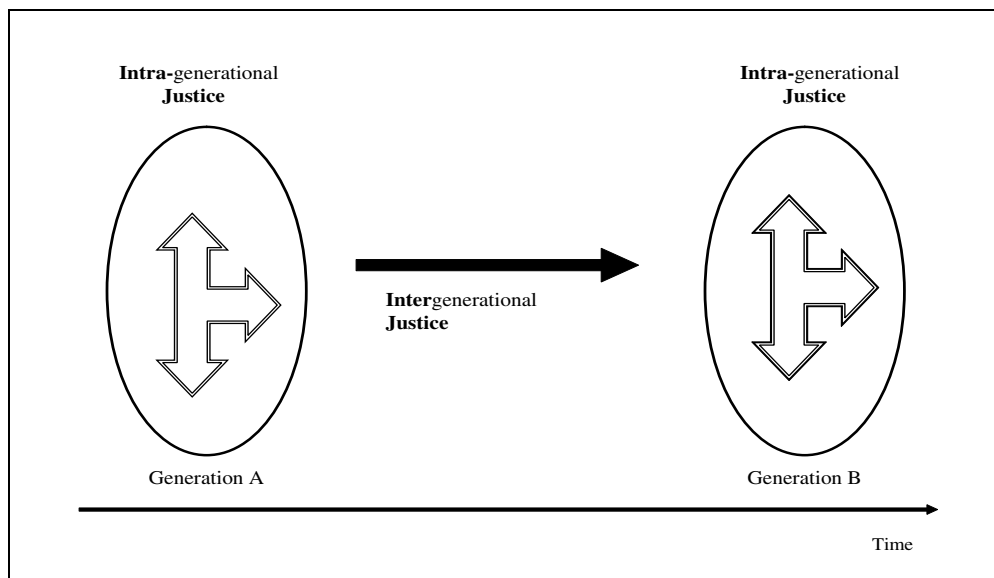 Intra-generational
Justice
Intra-generational
Justice
Intergenerational
Justice
Generation A
Generation B
Time